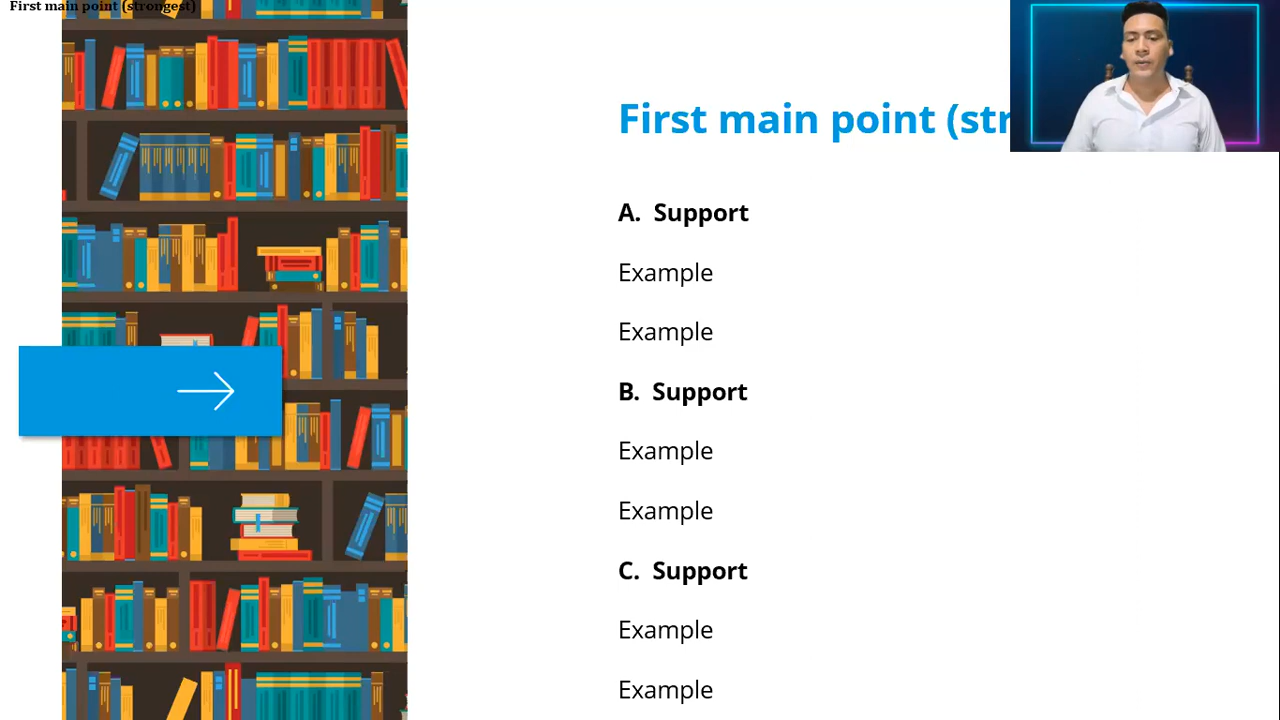 First main point (strongest)
First main point (str
A. Support
Example
Example
B. Support
Example
Example
C. Support
Example
Example